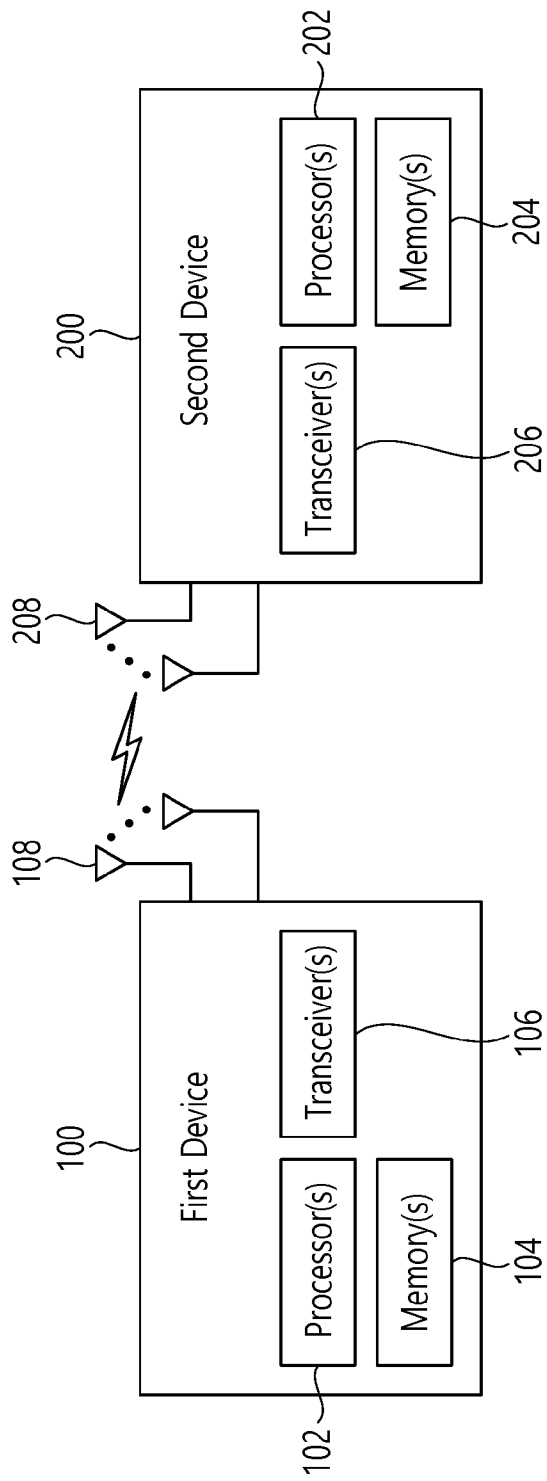 100
First Device
Processor(s)
Transceiver(s)
Memory(s)
102
104
106
108
208
200
Second Device
Transceiver(s)
Processor(s)
Memory(s)
206
204
202